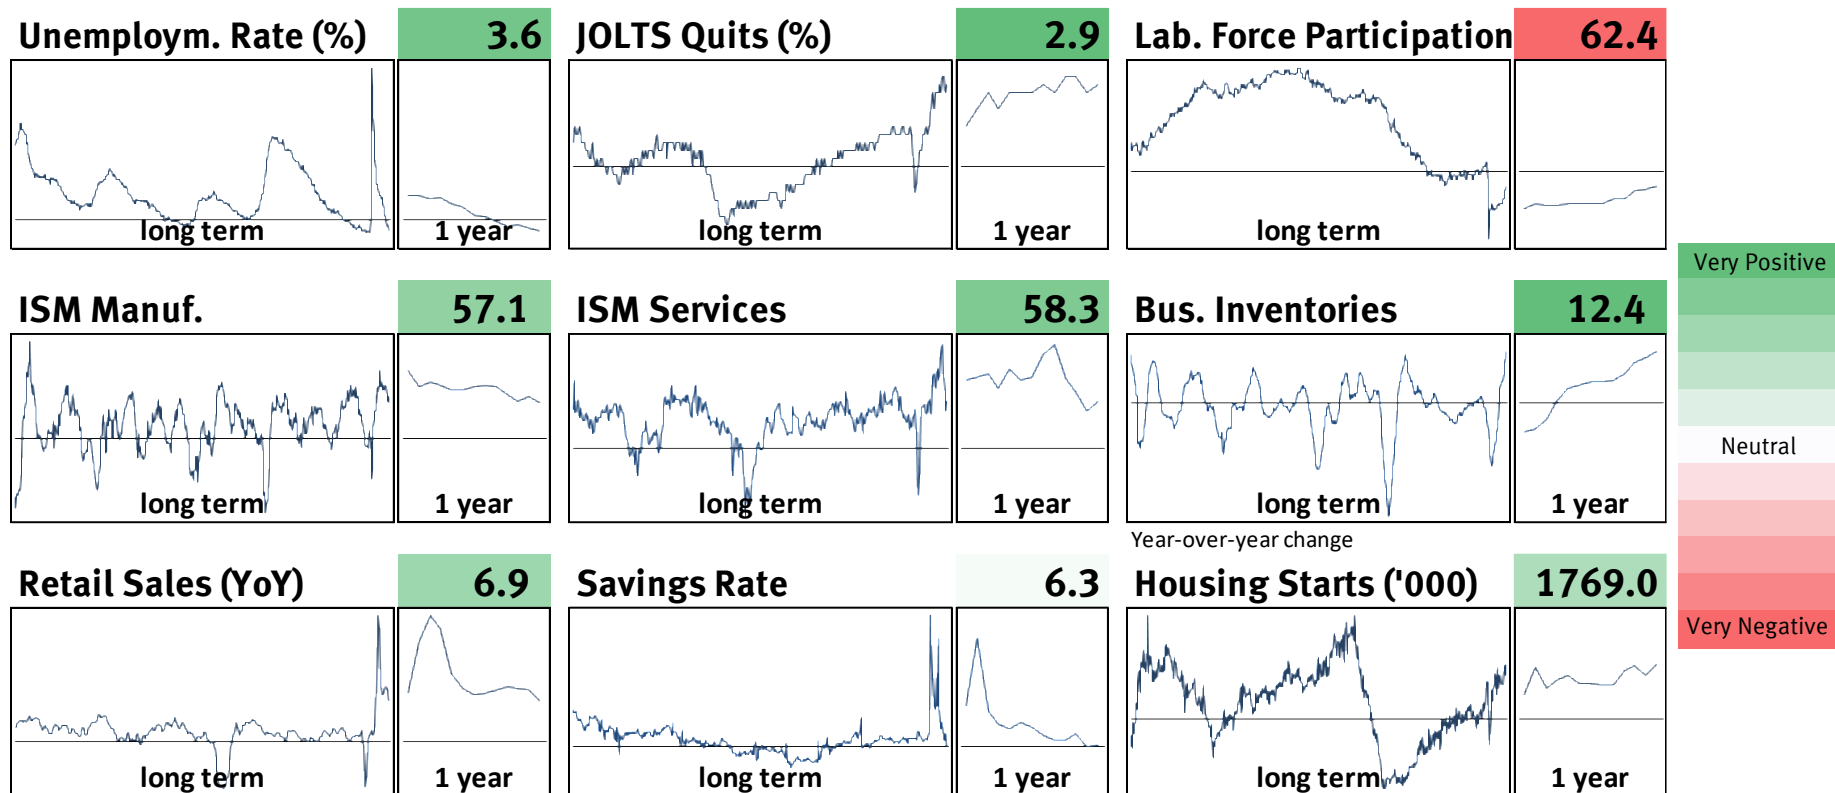 Unemploym. Rate (%) 3.6
long term 1 year
JOLTS Quits (%) 2.9
long term 1 year
Lab. Force Participation 62.4
long term 1 year
ISM Manuf. 57.1
long term 1 year
ISM Services 58.3
long term 1 year
Bus. Inventories 12.4
long term 1 year
Year-over-year change
Retail Sales (YoY) 6.9
long term 1 year
Savings Rate 6.3
long term 1 year
Housing Starts ('000) 1769.0
long term 1 year
Very Positive
Neutral
Very Negative